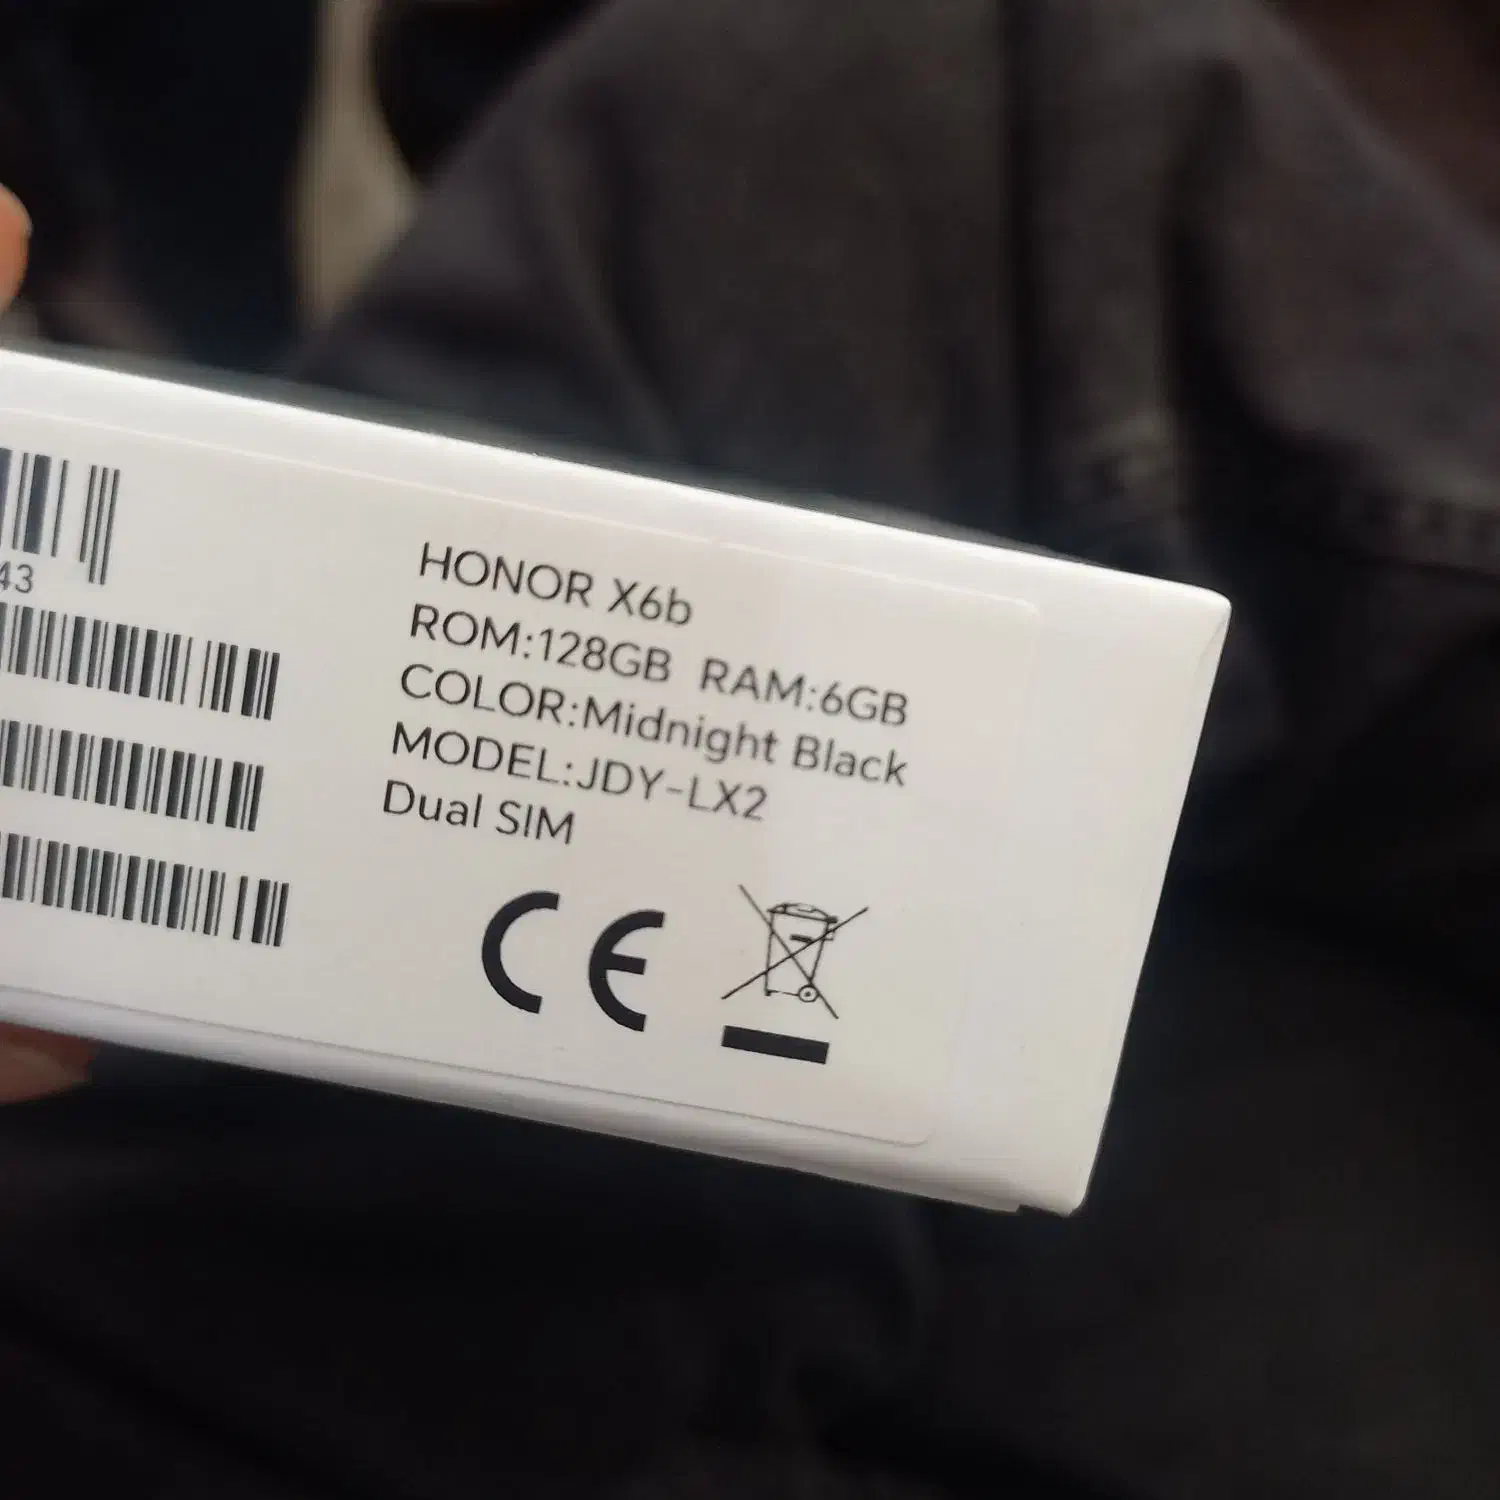 43
HONOR X6b
ROM:128GB RAM:6GB
COLOR:Midnight Black
MODEL:JDY-LX2
Dual SIM
CE